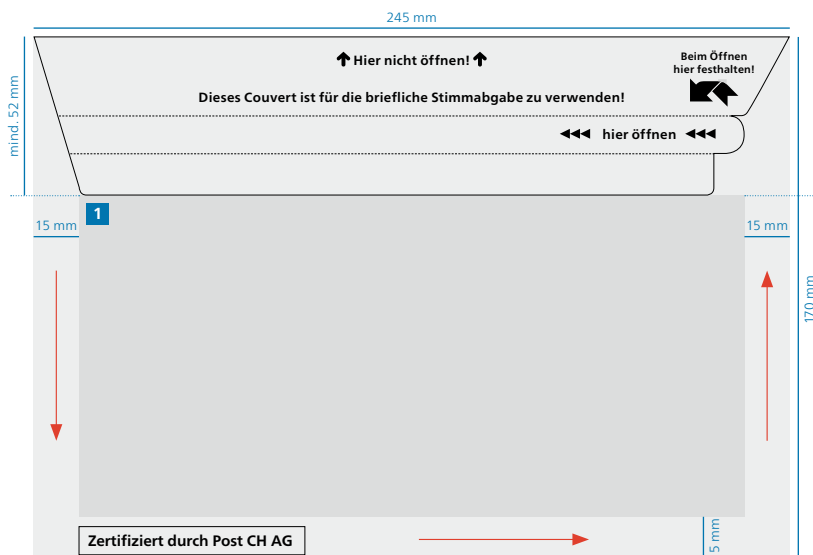 245 mm
mind. 52 mm
Hier nicht öffnen!
Beim Öffnen
hier festhalten!
Dieses Couvert ist für die briefliche Stimmabgabe zu verwenden!
hier öffnen
1
15 mm
15 mm
170 mm
Zertifiziert durch Post CH AG
5 mm